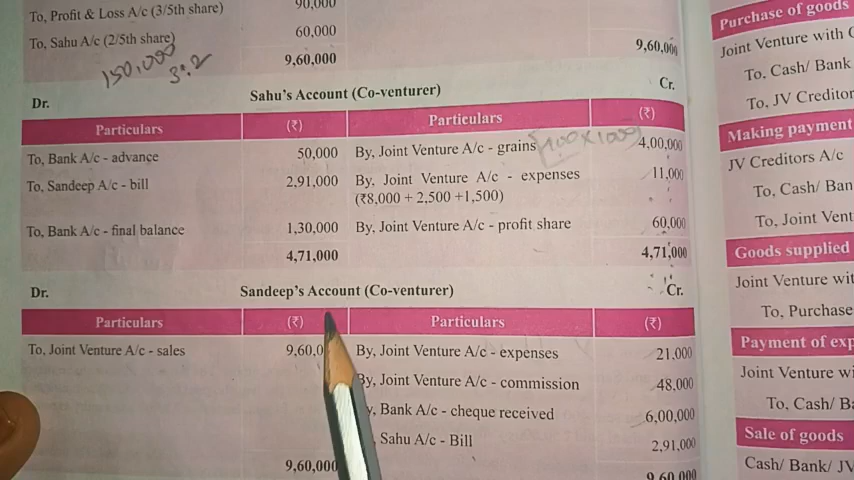 To, Profit & Loss A/c (3/5th share) 90,000
To, Sahu A/c (2/5th share) 60,000
9,60,000 9,60,000
150,000
3:2
Sahu's Account (Co-venturer)
Dr. Cr.
Particulars (₹) Particulars (₹)
To, Bank A/c - advance 50,000 By, Joint Venture A/c - grains 4,00,000
To, Sandeep A/c - bill 2,91,000 By, Joint Venture A/c - expenses 11,000
(₹8,000 + 2,500 +1,500)
To, Bank A/c - final balance 1,30,000 By, Joint Venture A/c - profit share 60,000
4,71,000 4,71,000
Sandeep's Account (Co-venturer)
Dr. Cr.
Particulars (₹) Particulars (₹)
To, Joint Venture A/c - sales By, Joint Venture A/c - expenses 21,000
By, Joint Venture A/c - commission 48,000
Bank A/c - cheque received 6,00,000
Sahu A/c - Bill 2,91,000
9,60,000 9,60,000
Purchase of goods
Joint Venture with
To, Cash/ Bank
To, JV Creditor
Making payment
JV Creditors A/c
To, Cash/ Ban
To, Joint Vent
Goods supplied
Joint Venture wit
To, Purchase
Payment of exp
Joint Venture wi
To, Cash/ B
Sale of goods
Cash/ Bank/ JV